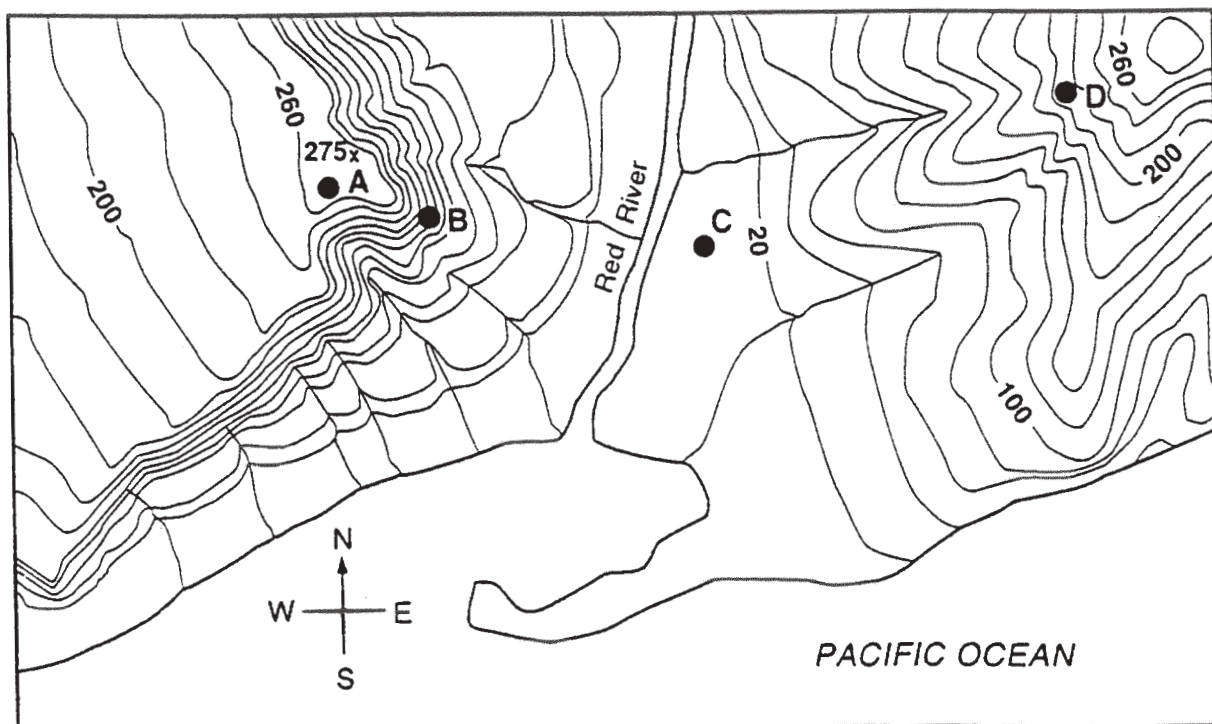 260
275x
A
200
B
Red River
C
20
D
260
200
100
N
W E
S
PACIFIC OCEAN